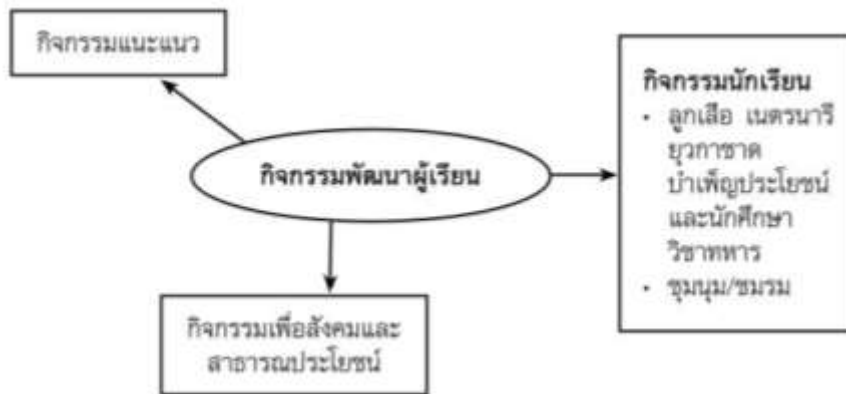 กิจกรรมแนะแนว
กิจกรรมนักเรียน
• ลูกเสือ เนตรนารี
ยุวกาชาด
บำเพ็ญประโยชน์
และนักศึกษา
วิชาทหาร
• ชุมนุม/ชมรม
กิจกรรมพัฒนาผู้เรียน
กิจกรรมเพื่อสังคมและ
สาธารณประโยชน์